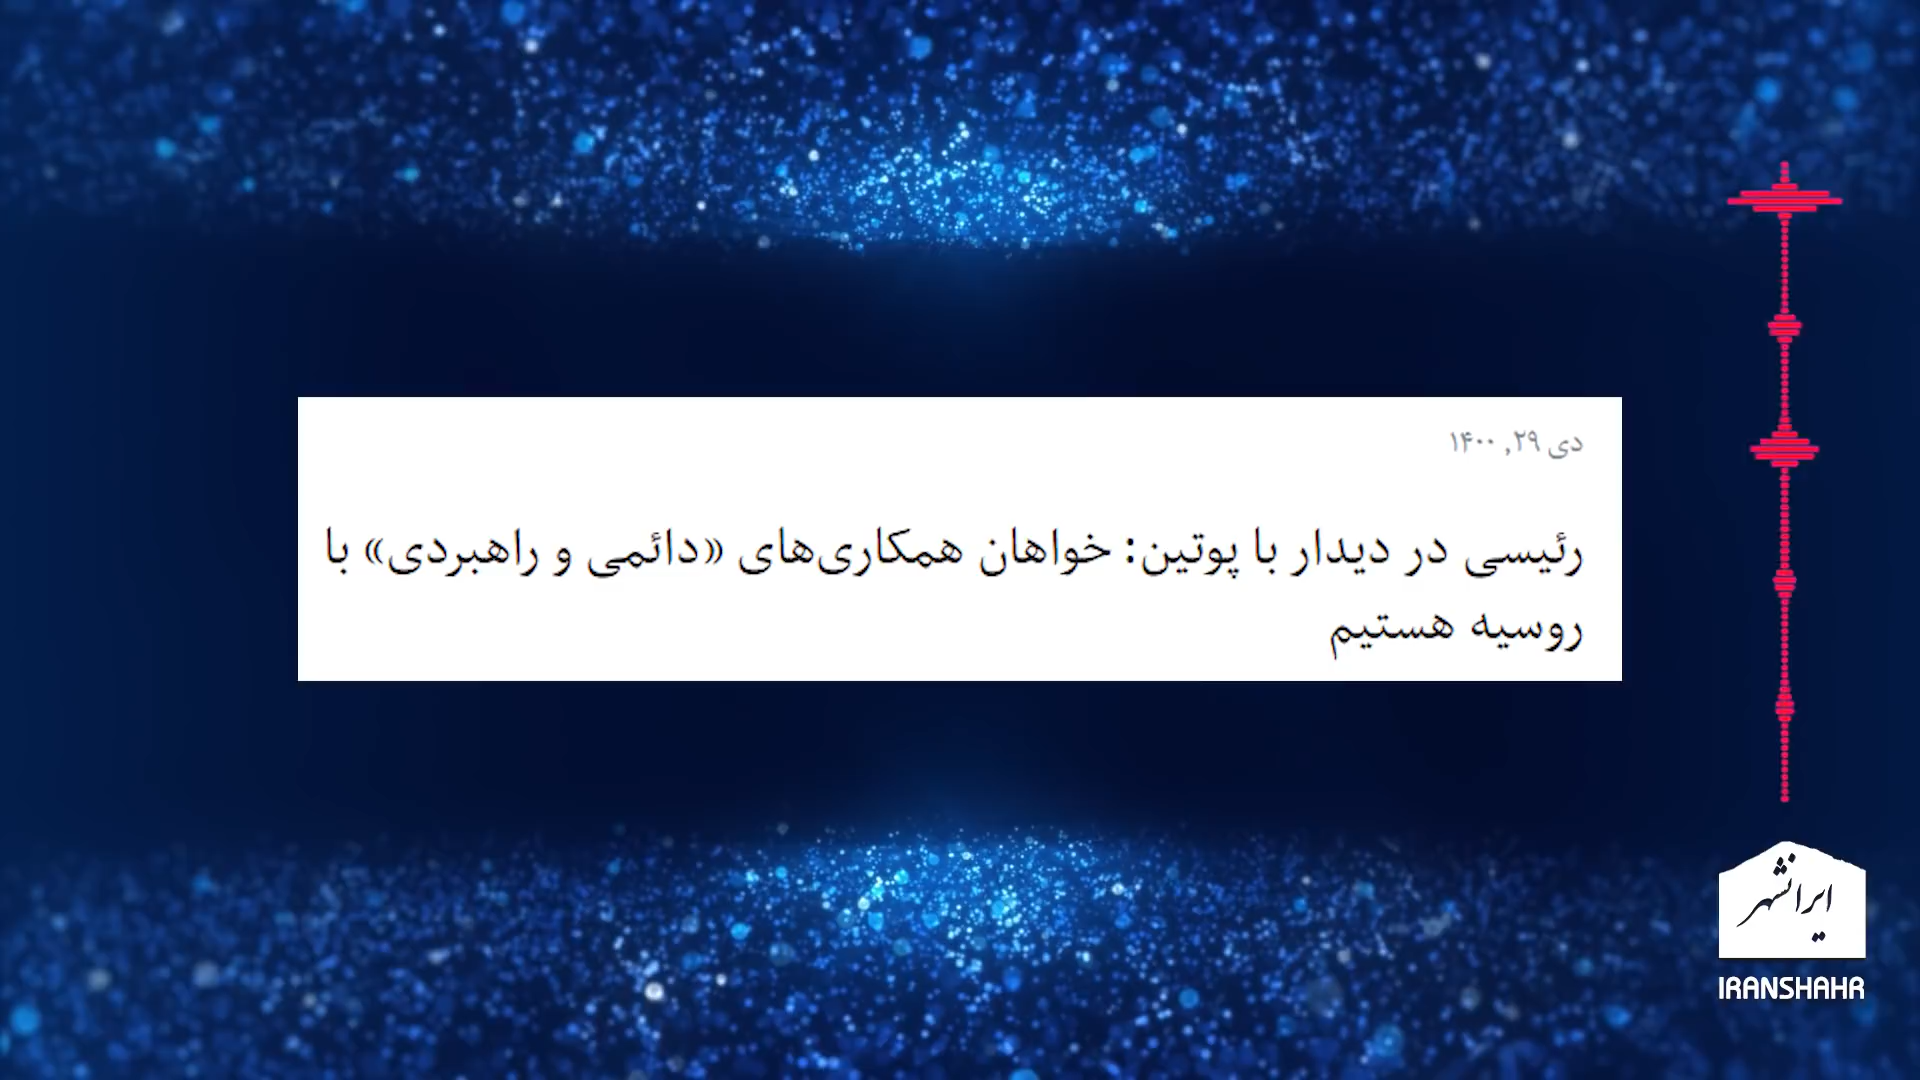 دی ۲۹, ۱۴۰۰
رئیسی در دیدار با پوتین: خواهان همکاری‌های «دائمی و راهبردی» با
روسیه هستیم
ایرانشهر
IRANSHAHR